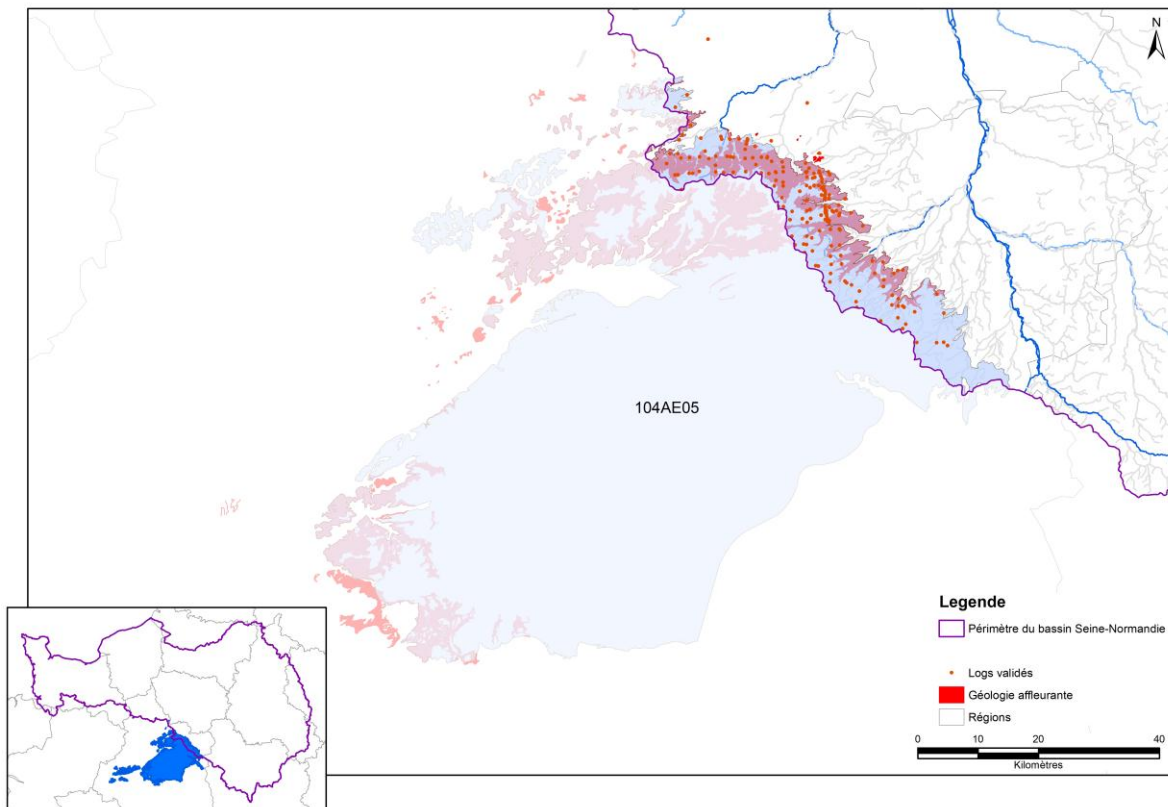 N
104AE05
Legende
Périmètre du bassin Seine-Normandie
Logs validés
Géologie affleurante
Régions
0 10 20 40
Kilomètres